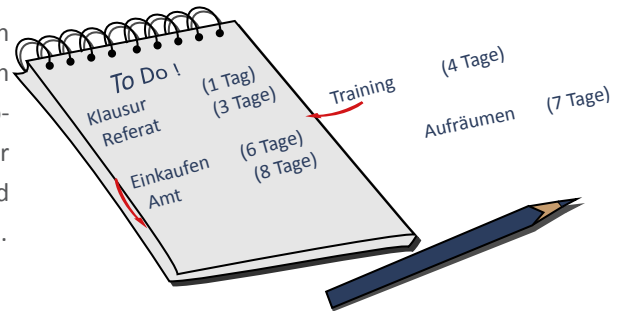 n
n
-
r
d
.
To Do !
Klausur (1 Tag)
Referat (3 Tage)
Einkaufen (6 Tage)
Amt (8 Tage)
Training (4 Tage)
Aufräumen (7 Tage)